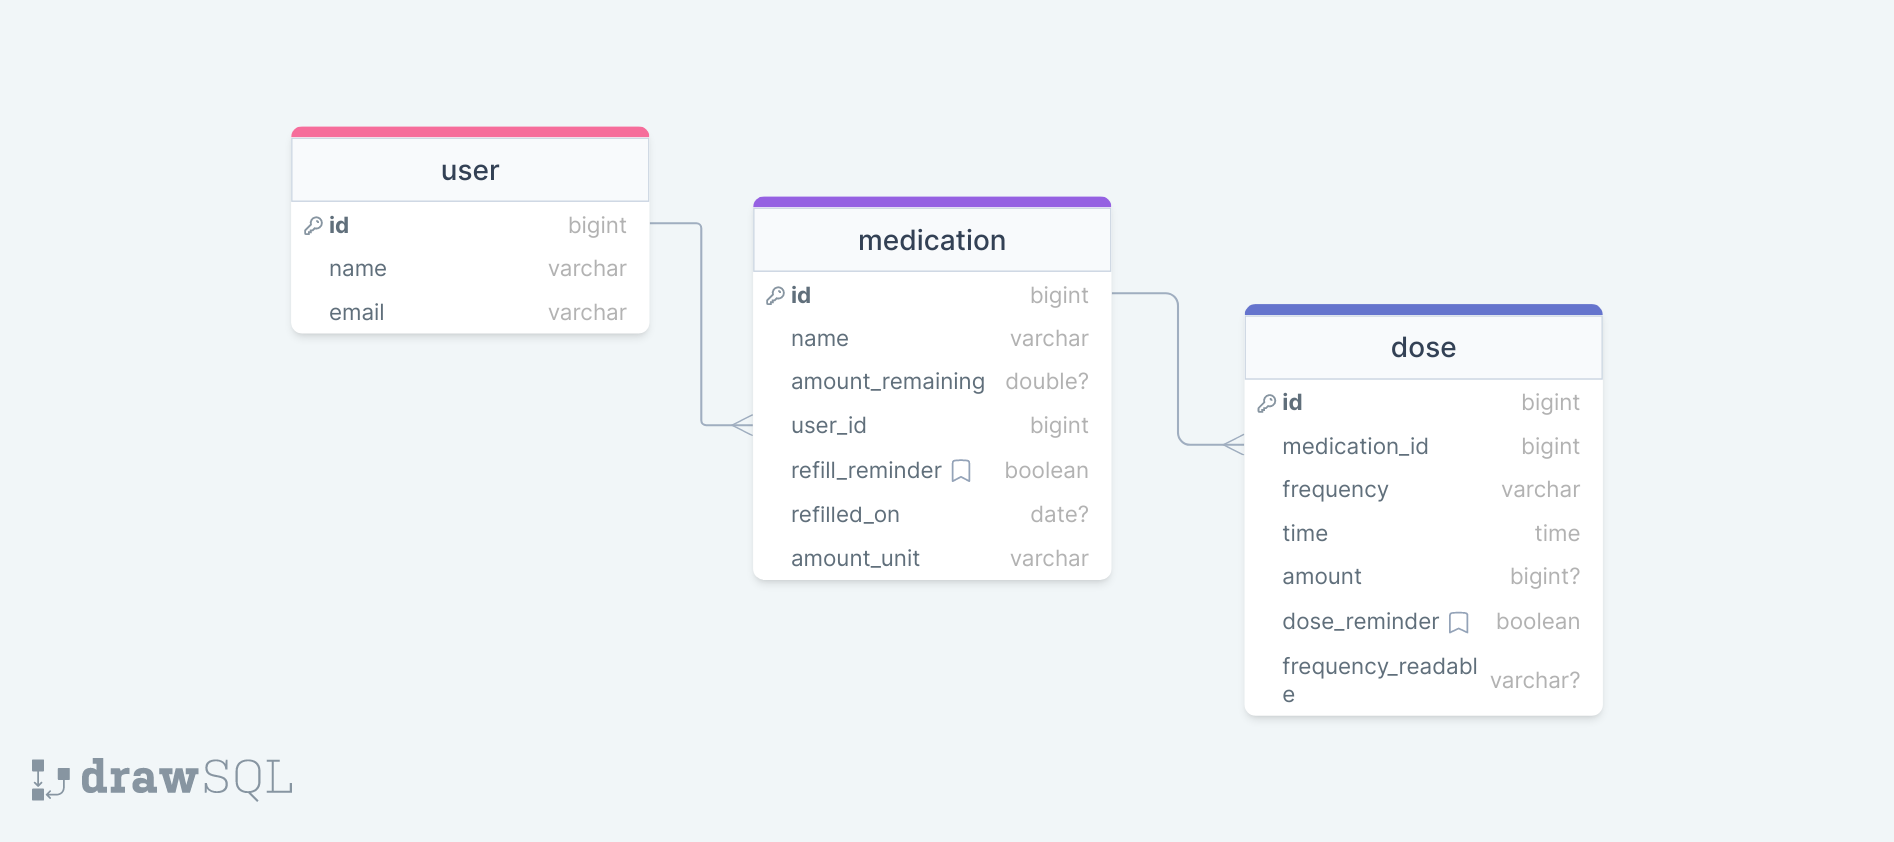 user
id bigint
name varchar
email varchar
medication
id bigint
name varchar
amount_remaining double?
user_id bigint
refill_reminder boolean
refilled_on date?
amount_unit varchar
dose
id bigint
medication_id bigint
frequency varchar
time time
amount bigint?
dose_reminder boolean
frequency_readabl varchar?
e
drawSQL